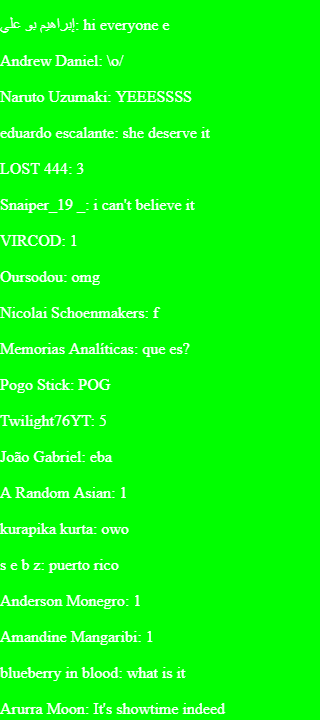 إبراهيم بو علي: hi everyone e
Andrew Daniel: \o/
Naruto Uzumaki: YEEESSSS
eduardo escalante: she deserve it
LOST 444: 3
Snaiper_19 _: i can't believe it
VIRCOD: 1
Oursodou: omg
Nicolai Schoenmakers: f
Memorias Analíticas: que es?
Pogo Stick: POG
Twilight76YT: 5
João Gabriel: eba
A Random Asian: 1
kurapika kurta: owo
s e b z: puerto rico
Anderson Monegro: 1
Amandine Mangaribi: 1
blueberry in blood: what is it
Arurra Moon: It's showtime indeed